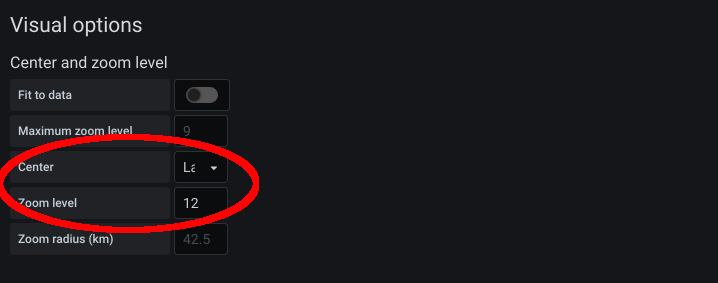 Visual options
Center and zoom level
Fit to data
Maximum zoom level 9
Center La
Zoom level 12
Zoom radius (km) 42.5